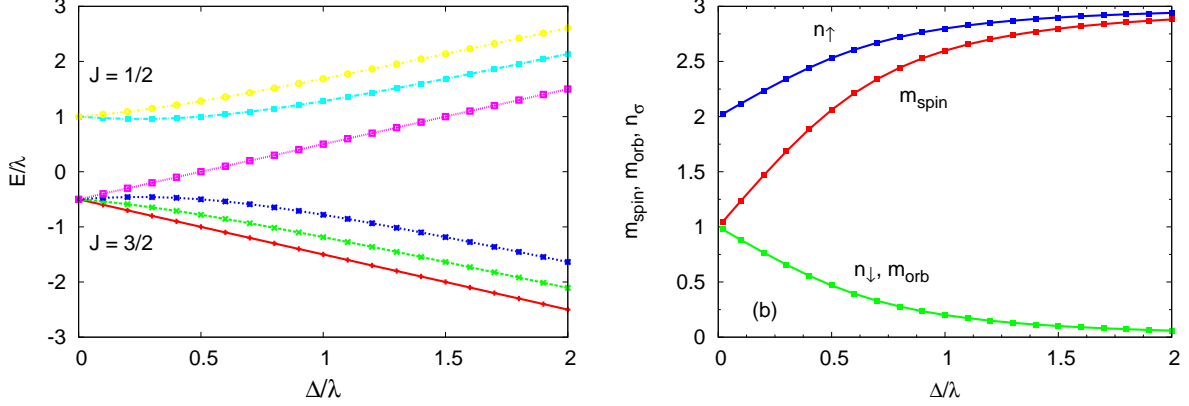 3
2
1
0
-1
-2
-3
E/λ
J = 1/2
J = 3/2
0 0.5 1 1.5 2
Δ/λ
3
2.5
2
1.5
1
0.5
0
m_spin, m_orb, n_σ
n↑
m_spin
n↓, m_orb
(b)
0 0.5 1 1.5 2
Δ/λ